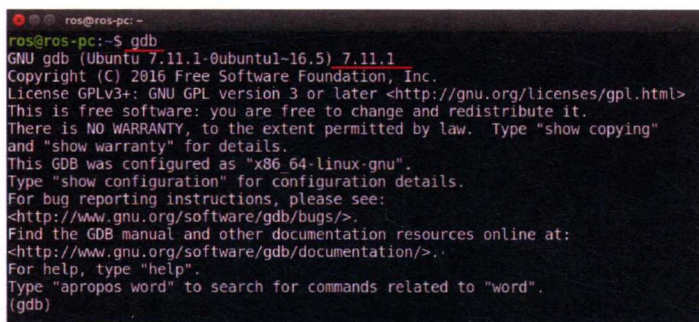 ros@ros-pc: ~
ros@ros-pc:~$ gdb
GNU gdb (Ubuntu 7.11.1-0ubuntu1~16.5) 7.11.1
Copyright (C) 2016 Free Software Foundation, Inc.
License GPLv3+: GNU GPL version 3 or later <http://gnu.org/licenses/gpl.html>
This is free software: you are free to change and redistribute it.
There is NO WARRANTY, to the extent permitted by law.  Type "show copying"
and "show warranty" for details.
This GDB was configured as "x86_64-linux-gnu".
Type "show configuration" for configuration details.
For bug reporting instructions, please see:
<http://www.gnu.org/software/gdb/bugs/>.
Find the GDB manual and other documentation resources online at:
<http://www.gnu.org/software/gdb/documentation/>.
For help, type "help".
Type "apropos word" to search for commands related to "word".
(gdb)